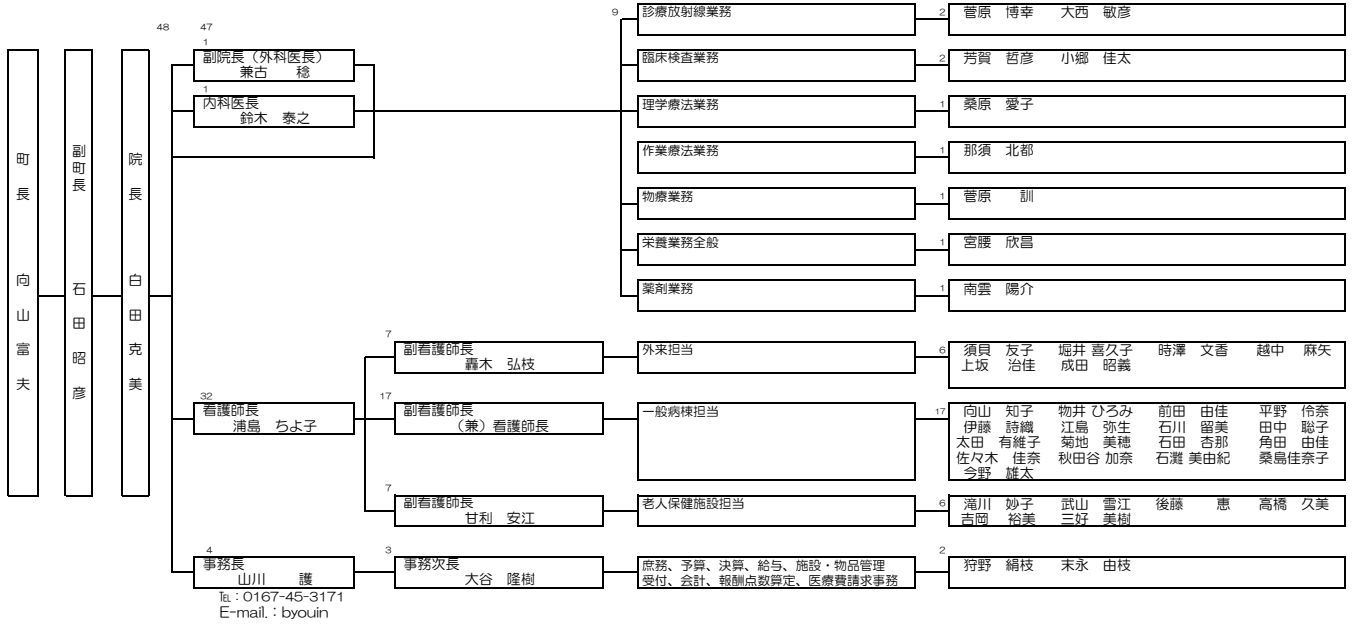 48
町長 向山富夫
副町長 石田昭彦
院長 白田克美
47
1
副院長（外科医長）
兼古 稔
1
内科医長
鈴木 泰之
9
診療放射線業務
2
菅原 博幸 大西 敏彦
臨床検査業務
2
芳賀 哲彦 小郷 佳太
理学療法業務
1
桑原 愛子
作業療法業務
1
那須 北都
物療業務
1
菅原 訓
栄養業務全般
1
宮腰 欣昌
薬剤業務
1
南雲 陽介
32
看護師長
浦島 ちよ子
7
副看護師長
轟木 弘枝
外来担当
6
須貝 友子 堀井 喜久子 時澤 文香 越中 麻矢
上坂 治佳 成田 昭義
17
副看護師長
（兼）看護師長
一般病棟担当
17
向山 知子 物井 ひろみ 前田 由佳 平野 伶奈
伊藤 詩織 江島 弥生 石川 留美 田中 聡子
太田 有維子 菊地 美穂 石田 杏那 角田 由佳
佐々木 佳奈 秋田谷 加奈 石灘 美由紀 桑島佳奈子
今野 雄太
7
副看護師長
甘利 安江
老人保健施設担当
6
滝川 妙子 武山 雪江 後藤 恵 高橋 久美
吉岡 裕美 三好 美樹
4
事務長
山川 護
℡：0167-45-3171
E-mail.：byouin
3
事務次長
大谷 隆樹
庶務、予算、決算、給与、施設・物品管理
受付、会計、報酬点数算定、医療費請求事務
2
狩野 絹枝 末永 由枝